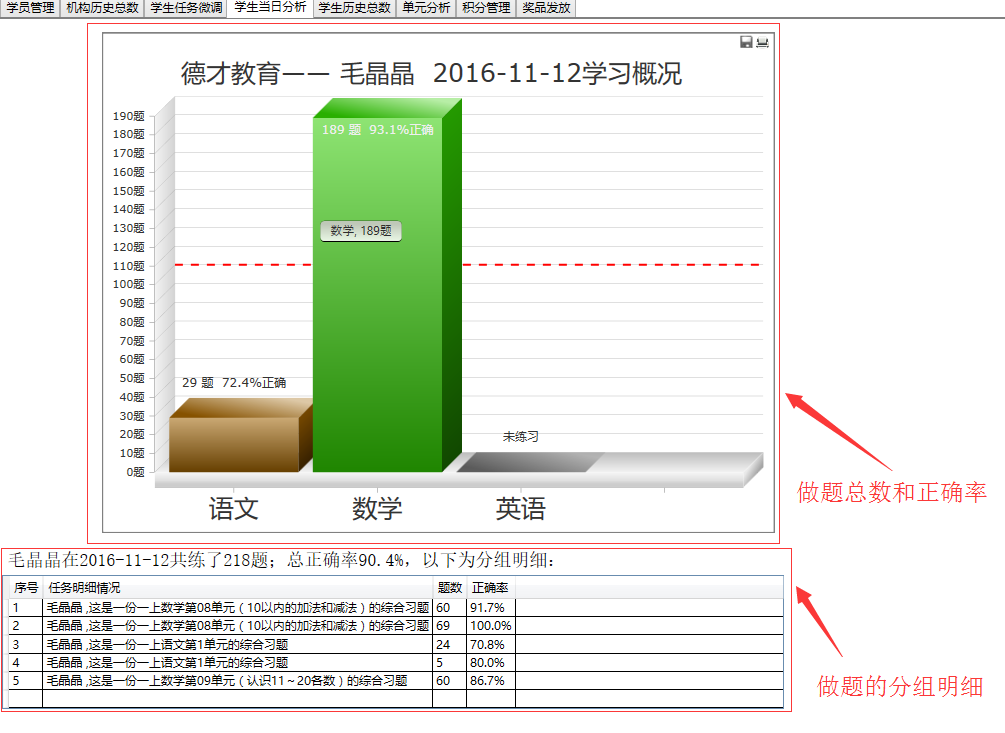 学员管理 机构历史总数 学生任务微调 学生当日分析 学生历史总数 单元分析 积分管理 奖品发放
德才教育—— 毛晶晶 2016-11-12学习概况
190题
180题
170题
160题
150题
140题
130题
120题
110题
100题
90题
80题
70题
60题
50题
40题
30题
20题
10题
0题
189 题 93.1%正确
数学, 189题
29 题 72.4%正确
未练习
语文 数学 英语
做题总数和正确率
毛晶晶在2016-11-12共练了218题；总正确率90.4%，以下为分组明细：
序号 任务明细情况 题数 正确率
1 毛晶晶 ,这是一份一上数学第08单元（10以内的加法和减法）的综合习题 60 91.7%
2 毛晶晶 ,这是一份一上数学第08单元（10以内的加法和减法）的综合习题 69 100.0%
3 毛晶晶 ,这是一份一上语文第1单元的综合习题 24 70.8%
4 毛晶晶 ,这是一份一上语文第1单元的综合习题 5 80.0%
5 毛晶晶 ,这是一份一上数学第09单元（认识11～20各数）的综合习题 60 86.7%
做题的分组明细